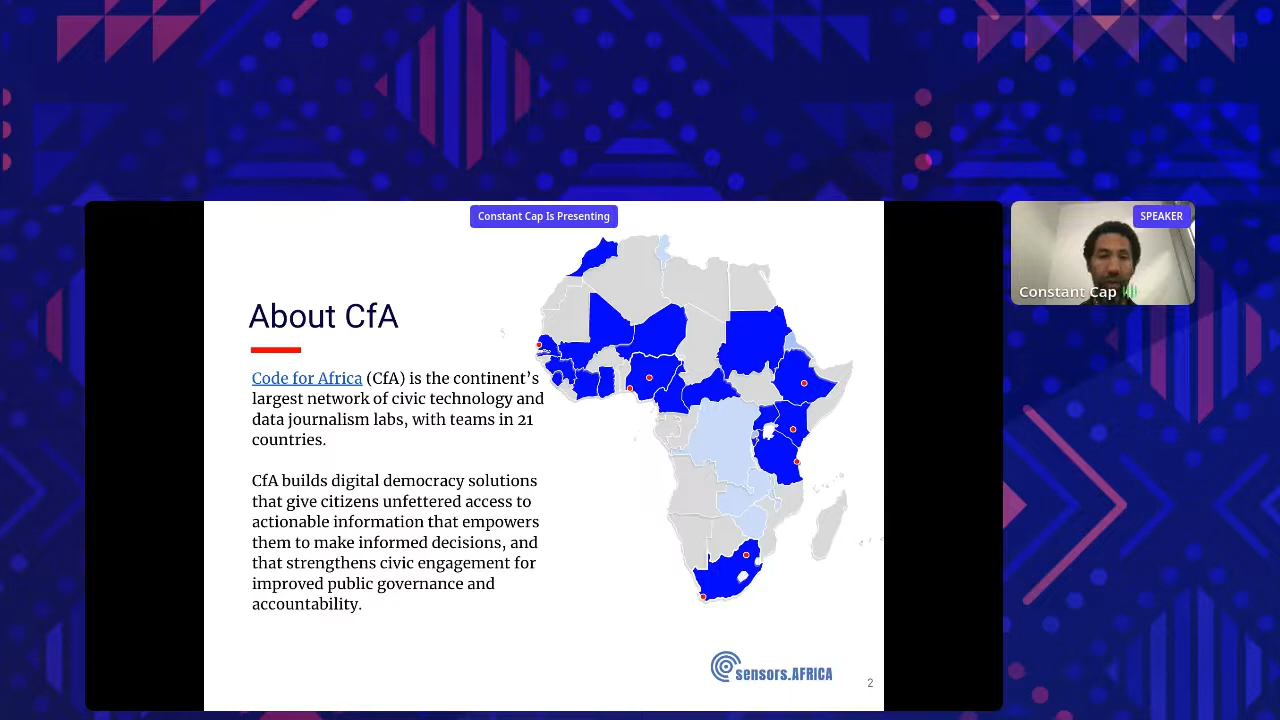 Constant Cap Is Presenting
SPEAKER
Constant Cap
About CfA
Code for Africa (CfA) is the continent’s
largest network of civic technology and
data journalism labs, with teams in 21
countries.
CfA builds digital democracy solutions
that give citizens unfettered access to
actionable information that empowers
them to make informed decisions, and
that strengthens civic engagement for
improved public governance and
accountability.
sensors.AFRICA
2